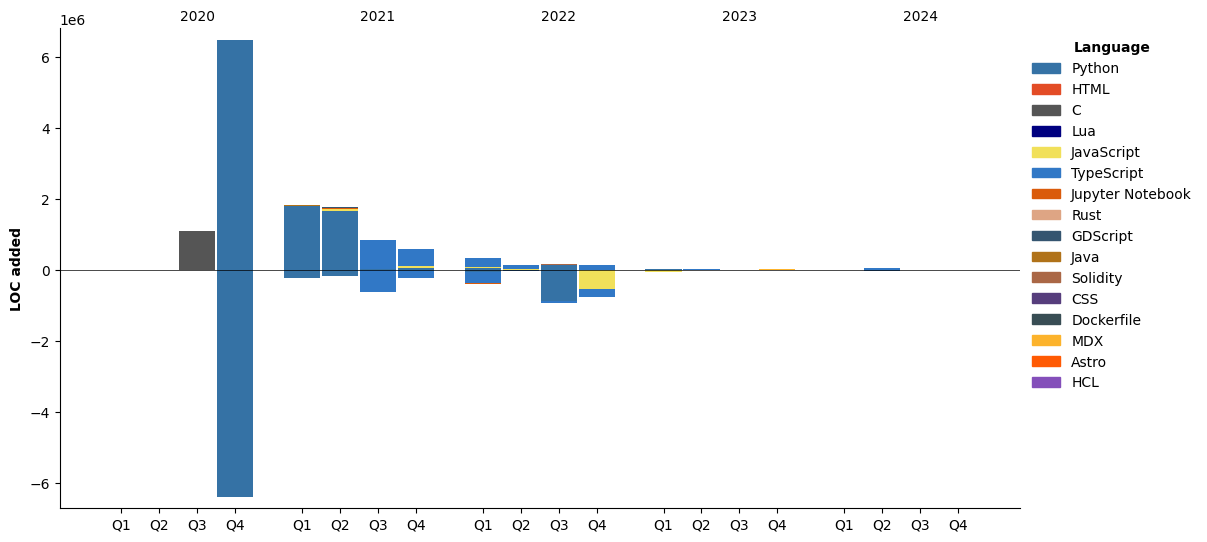 1e6
2020 2021 2022 2023 2024
LOC added
6
4
2
0
−2
−4
−6
Q1 Q2 Q3 Q4 Q1 Q2 Q3 Q4 Q1 Q2 Q3 Q4 Q1 Q2 Q3 Q4 Q1 Q2 Q3 Q4
Language
Python
HTML
C
Lua
JavaScript
TypeScript
Jupyter Notebook
Rust
GDScript
Java
Solidity
CSS
Dockerfile
MDX
Astro
HCL